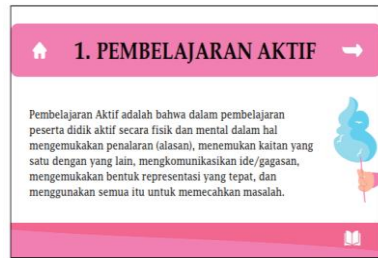 1. PEMBELAJARAN AKTIF
Pembelajaran Aktif adalah bahwa dalam pembelajaran
peserta didik aktif secara fisik dan mental dalam hal
mengemukakan penalaran (alasan), menemukan kaitan yang
satu dengan yang lain, mengkomunikasikan ide/gagasan,
mengemukakan bentuk representasi yang tepat, dan
menggunakan semua itu untuk memecahkan masalah.